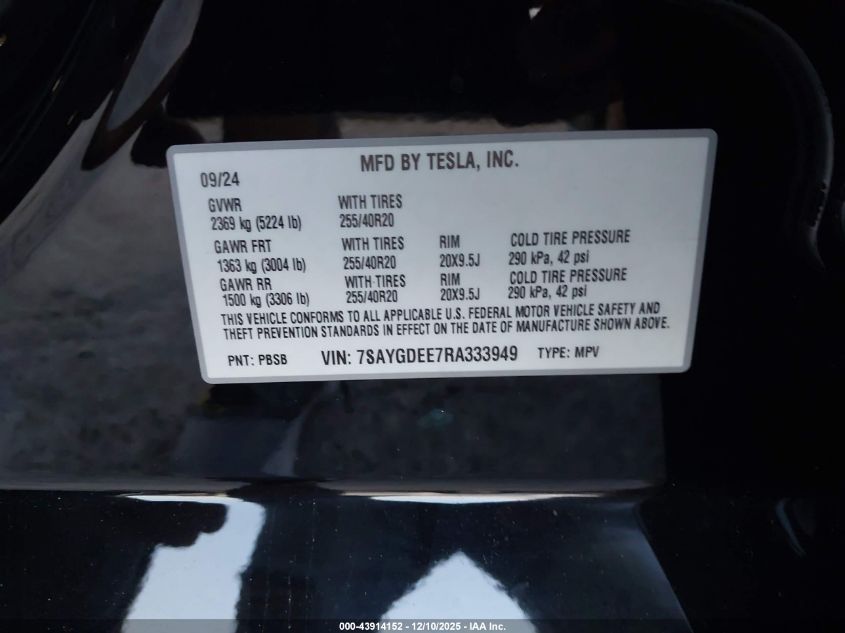 MFD BY TESLA, INC.
09/24
GVWR WITH TIRES
2369 kg (5224 lb) 255/40R20
GAWR FRT WITH TIRES RIM COLD TIRE PRESSURE
1363 kg (3004 lb) 255/40R20 20X9.5J 290 kPa, 42 psi
GAWR RR WITH TIRES RIM COLD TIRE PRESSURE
1500 kg (3306 lb) 255/40R20 20X9.5J 290 kPa, 42 psi
THIS VEHICLE CONFORMS TO ALL APPLICABLE U.S. FEDERAL MOTOR VEHICLE SAFETY AND
THEFT PREVENTION STANDARDS IN EFFECT ON THE DATE OF MANUFACTURE SHOWN ABOVE.
PNT: PBSB VIN: 7SAYGDEE7RA333949 TYPE: MPV
000-43914152 - 12/10/2025 - IAA Inc.